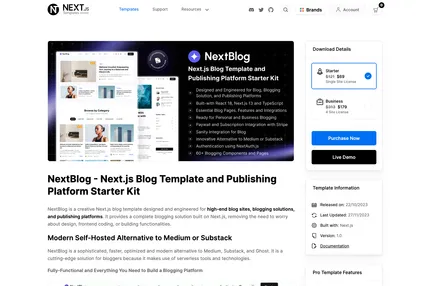 NEXTJS
Templates
Support
Resources
Brands
Account
0
NextBlog
Next.js Blog Template and
Publishing Platform Starter Kit
Designed and Engineered for Blog, Blogging
Solution, and Publishing Platforms
Built-with React 18, Next.js 13 and TypeScript
Essential Blog Pages, Features and Integrations
Ready for Personal and Business Blogging
Paywall and Subscription Integration with Stripe
Sanity Integration for Blog
Innovative Alternative to Medium or Substack
Authentication using NextAuth.js
60+ Blogging Components and Pages
Browse by Category
Download Details
Starter
$69
Single Site License
Business
$179
Purchase Now
Live Demo
NextBlog - Next.js Blog Template and Publishing
Platform Starter Kit
NextBlog is a creative Next.js blog template designed and engineered for high-end blog sites, blogging solutions,
and publishing platforms. It provides a complete blogging solution built on Next.js, removing the need to worry
about design, frontend coding, or building functionalities.
Modern Self-Hosted Alternative to Medium or Substack
NextBlog is a sophisticated, faster, optimized and modern alternative to Medium, Substack, and Ghost. It is a
cutting-edge solution for bloggers because it makes use of serverless tools and technologies.
Fully-Functional and Everything You Need to Build a Blogging Platform
Template Information
Released on: 22/10/2023
Last Updated: 27/11/2023
Built with: Next.js
Version: 1.0
Documentation
Pro Template Features